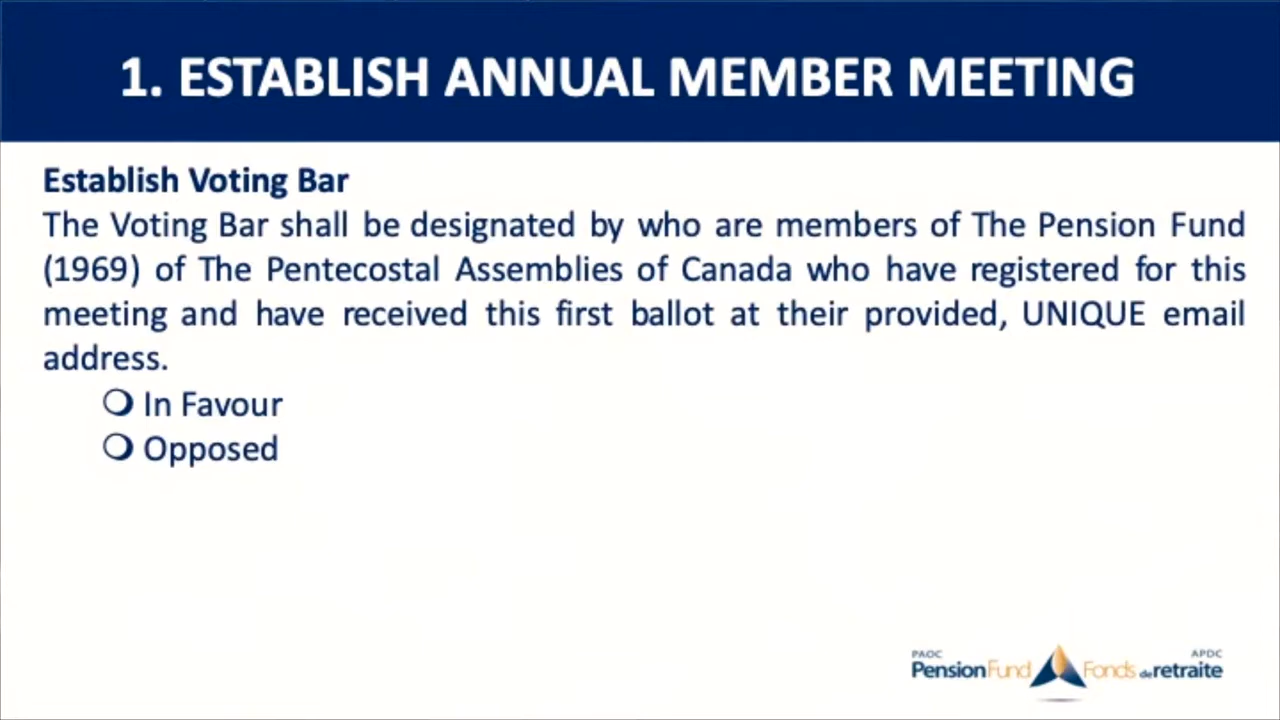 1. ESTABLISH ANNUAL MEMBER MEETING
Establish Voting Bar
The Voting Bar shall be designated by who are members of The Pension Fund
(1969) of The Pentecostal Assemblies of Canada who have registered for this
meeting and have received this first ballot at their provided, UNIQUE email
address.
In Favour
Opposed
PAOC APDC
PensionFund Fonds de retraite